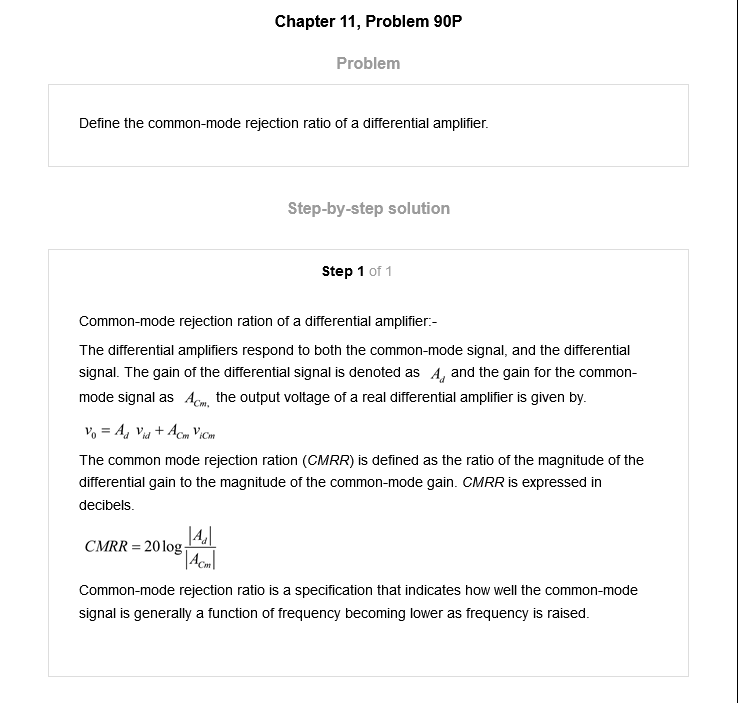 Chapter 11, Problem 90P
Problem
Define the common-mode rejection ratio of a differential amplifier.
Step-by-step solution
Step 1 of 1
Common-mode rejection ration of a differential amplifier:-
The differential amplifiers respond to both the common-mode signal, and the differential
signal. The gain of the differential signal is denoted as A_d and the gain for the common-
mode signal as A_{Cm,} the output voltage of a real differential amplifier is given by.
v_0 = A_d v_{id} + A_{Cm} v_{iCm}
The common mode rejection ration (CMRR) is defined as the ratio of the magnitude of the
differential gain to the magnitude of the common-mode gain. CMRR is expressed in
decibels.
CMRR = 20 log |A_d| / |A_{Cm}|
Common-mode rejection ratio is a specification that indicates how well the common-mode
signal is generally a function of frequency becoming lower as frequency is raised.